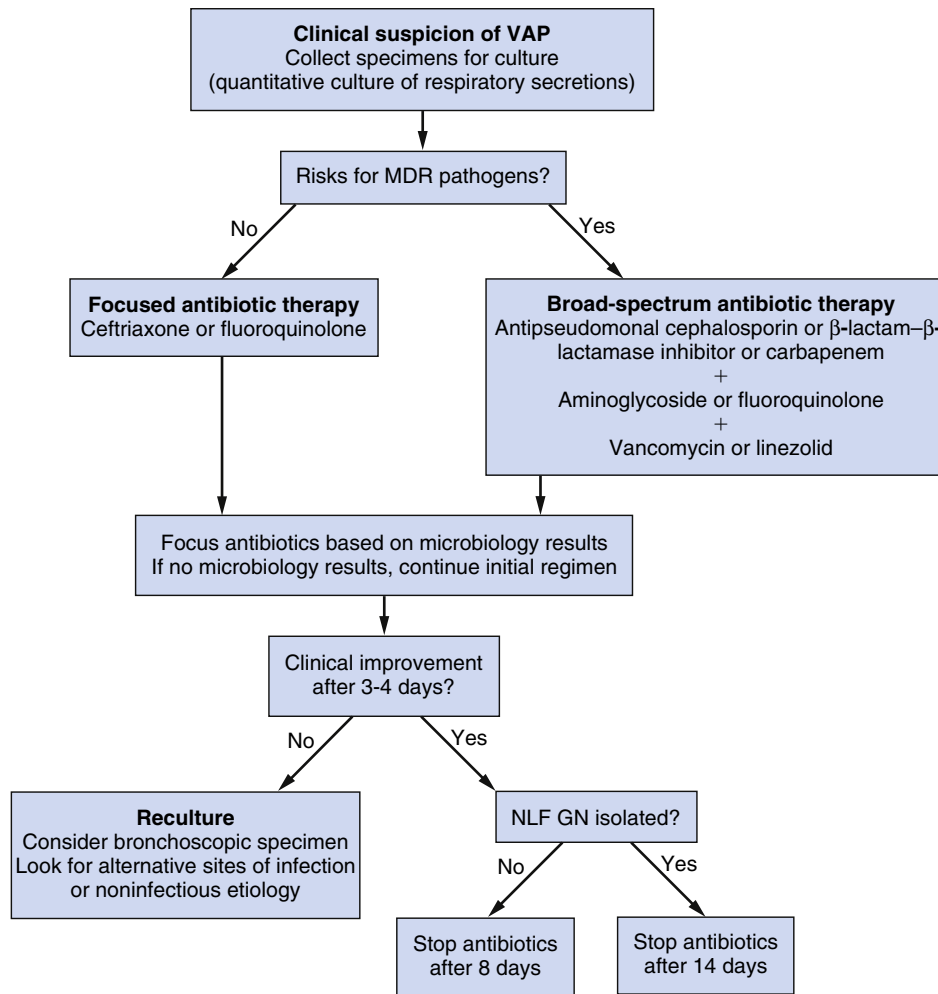 Clinical suspicion of VAP
Collect specimens for culture
(quantitative culture of respiratory secretions)
Risks for MDR pathogens?
No
Yes
Focused antibiotic therapy
Ceftriaxone or fluoroquinolone
Broad-spectrum antibiotic therapy
Antipseudomonal cephalosporin or β-lactam–β-
lactamase inhibitor or carbapenem
+
Aminoglycoside or fluoroquinolone
+
Vancomycin or linezolid
Focus antibiotics based on microbiology results
If no microbiology results, continue initial regimen
Clinical improvement
after 3-4 days?
No
Yes
Reculture
Consider bronchoscopic specimen
Look for alternative sites of infection
or noninfectious etiology
NLF GN isolated?
No
Yes
Stop antibiotics
after 8 days
Stop antibiotics
after 14 days